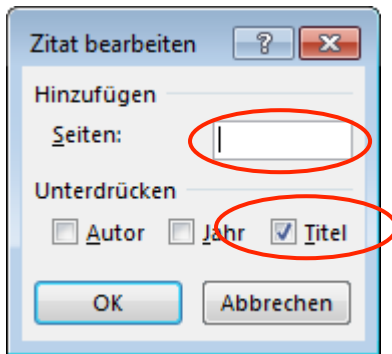 Zitat bearbeiten ?
Hinzufügen
Seiten:
Unterdrücken
Autor Jahr Titel
OK Abbrechen